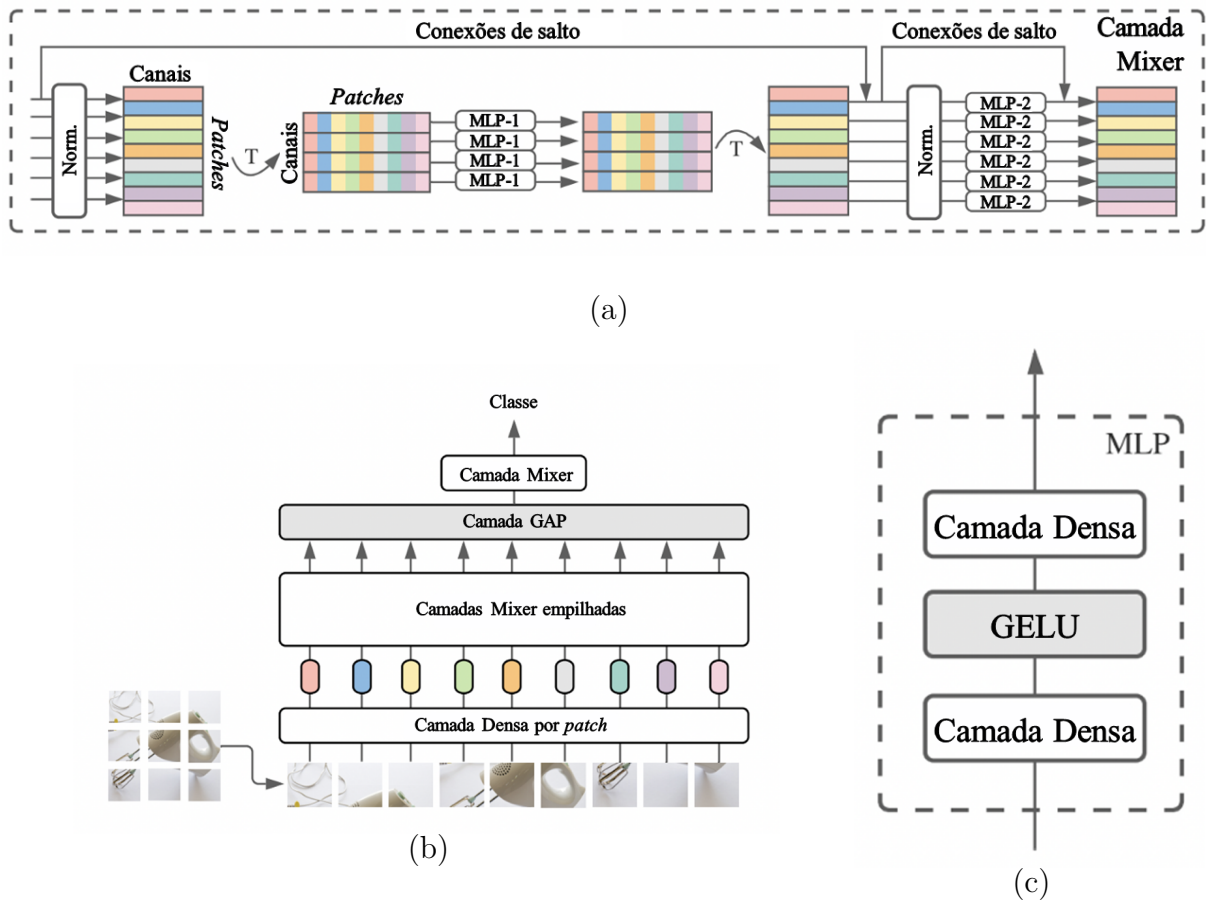 Conexões de salto
Conexões de salto
Camada
Mixer
Canais
Patches
Norm.
Patches
T
Canais
MLP-1
MLP-1
MLP-1
MLP-1
T
Norm.
MLP-2
MLP-2
MLP-2
MLP-2
MLP-2
MLP-2
(a)
Classe
Camada Mixer
Camada GAP
Camadas Mixer empilhadas
Camada Densa por patch
(b)
MLP
Camada Densa
GELU
Camada Densa
(c)